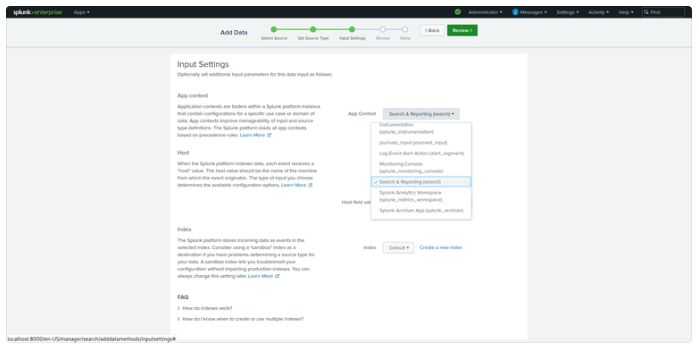 splunk>enterprise Apps ▾ Administrator ▾ 2 Messages ▾ Settings ▾ Activity ▾ Help ▾ Find
Add Data
Select Source Set Source Type Input Settings Review Done
< Back Review >
Input Settings
Optionally set additional input parameters for this data input as follows:
App context
Application contexts are folders within a Splunk platform instance
that contain configurations for a specific use case or domain of
data. App contexts improve manageability of input and source
type definitions. The Splunk platform loads all app contexts
based on precedence rules. Learn More
App Context Search & Reporting (search) ▾
Instrumentation
(splunk_instrumentation)
journald_input (journald_input)
Log Event Alert Action (alert_logevent)
Monitoring Console
(splunk_monitoring_console)
✓ Search & Reporting (search)
Splunk Analytics Workspace
(splunk_metrics_workspace)
Splunk Archiver App (splunk_archiver)
Host
When the Splunk platform indexes data, each event receives a
"host" value. The host value should be the name of the machine
from which the event originates. The type of input you choose
determines the available configuration options. Learn More
Host field val
Index
The Splunk platform stores incoming data as events in the
selected index. Consider using a "sandbox" index as a
destination if you have problems determining a source type for
your data. A sandbox index lets you troubleshoot your
configuration without impacting production indexes. You can
always change this setting later. Learn More
Index Default ▾ Create a new index
FAQ
> How do indexes work?
> How do I know when to create or use multiple indexes?
localhost:8000/en-US/manager/search/adddatamethods/inputsettings#